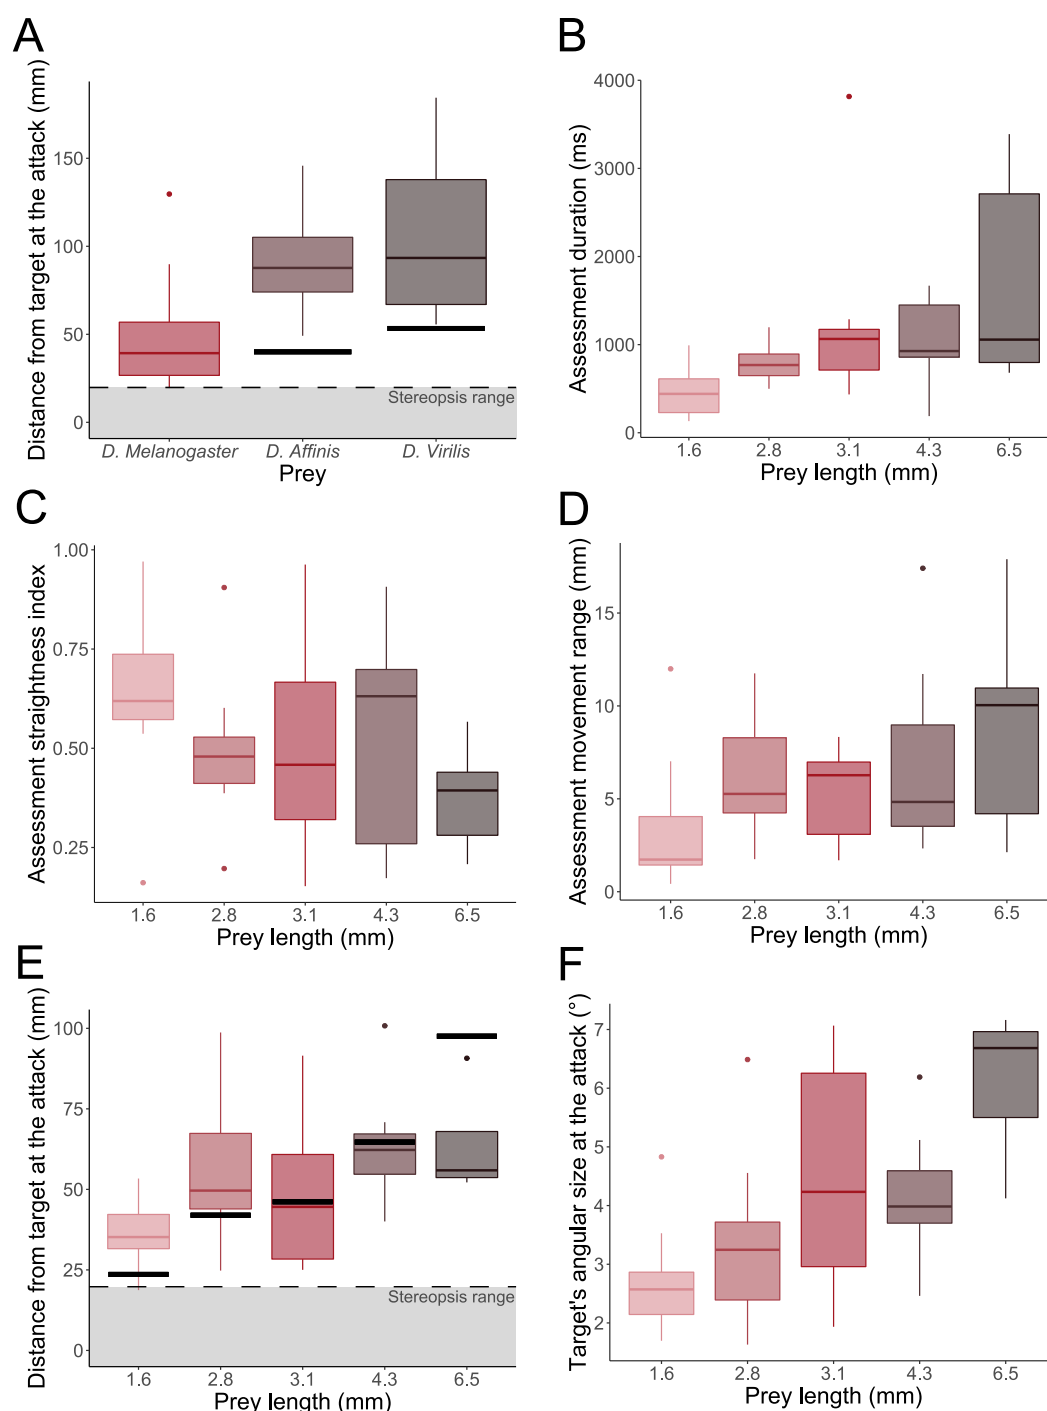 A
Distance from target at the attack (mm)
150
100
50
0
Stereopsis range
D. Melanogaster
D. Affinis
D. Virilis
Prey
B
Assessment duration (ms)
4000
3000
2000
1000
0
1.6
2.8
3.1
4.3
6.5
Prey length (mm)
C
Assessment straightness index
1.00
0.75
0.50
0.25
1.6
2.8
3.1
4.3
6.5
Prey length (mm)
D
Assessment movement range (mm)
15
10
5
0
1.6
2.8
3.1
4.3
6.5
Prey length (mm)
E
Distance from target at the attack (mm)
100
75
50
25
0
Stereopsis range
1.6
2.8
3.1
4.3
6.5
Prey length (mm)
F
Target's angular size at the attack (°)
7
6
5
4
3
2
1.6
2.8
3.1
4.3
6.5
Prey length (mm)